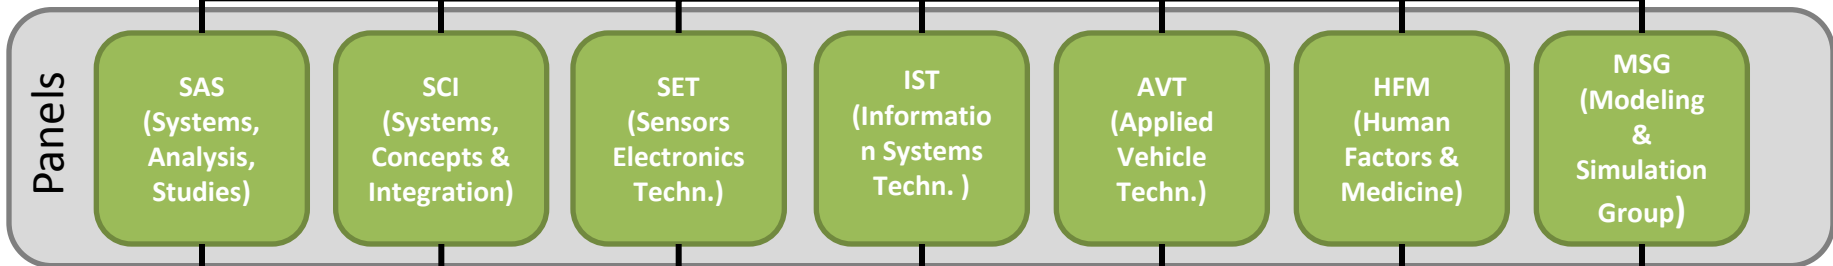 Panels
SAS
(Systems,
Analysis,
Studies)
SCI
(Systems,
Concepts &
Integration)
SET
(Sensors
Electronics
Techn.)
IST
(Informatio
n Systems
Techn. )
AVT
(Applied
Vehicle
Techn.)
HFM
(Human
Factors &
Medicine)
MSG
(Modeling
&
Simulation
Group)